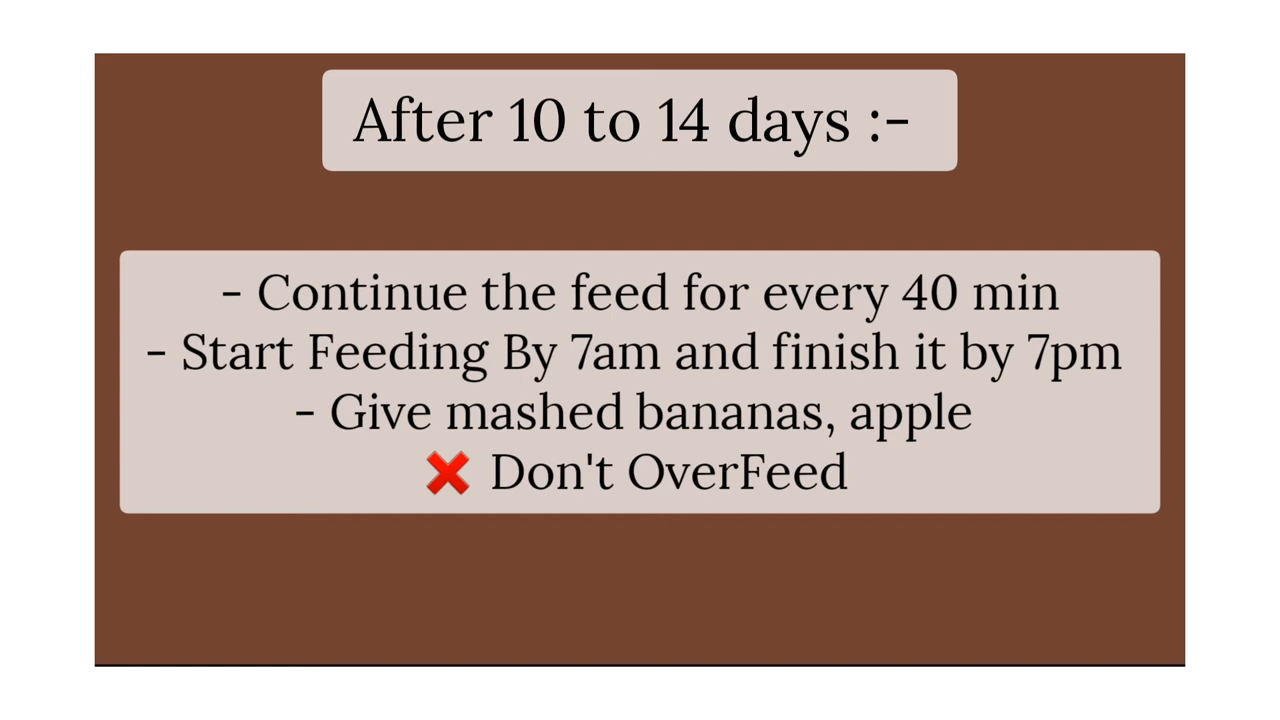 After 10 to 14 days :-
- Continue the feed for every 40 min
- Start Feeding By 7am and finish it by 7pm
- Give mashed bananas, apple
❌ Don't OverFeed